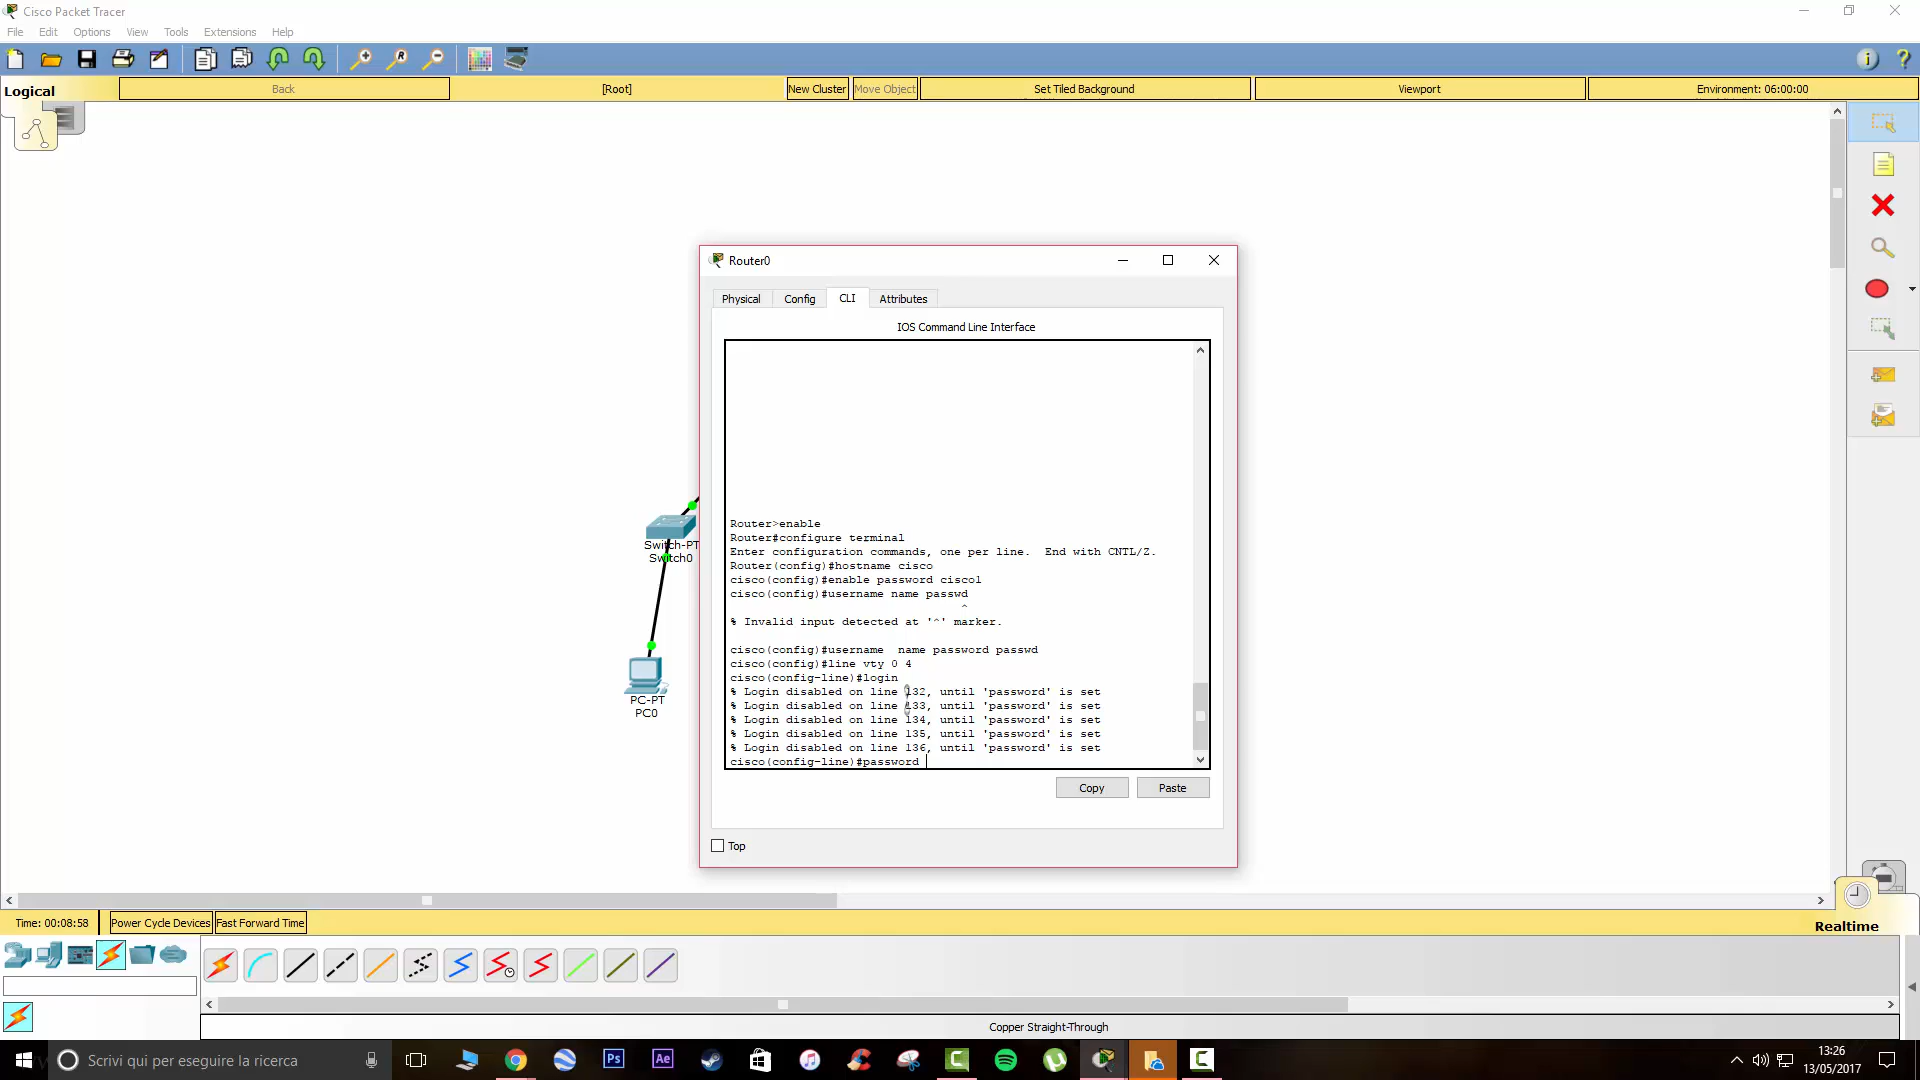 Cisco Packet Tracer
File Edit Options View Tools Extensions Help
Logical
Back
[Root]
New Cluster
Move Object
Set Tiled Background
Viewport
Environment: 06:00:00
Router0
Physical Config CLI Attributes
IOS Command Line Interface
Router>enable
Router#configure terminal
Enter configuration commands, one per line.  End with CNTL/Z.
Router(config)#hostname cisco
cisco(config)#enable password cisco1
cisco(config)#username name passwd
^
% Invalid input detected at '^' marker.
cisco(config)#username  name password passwd
cisco(config)#line vty 0 4
cisco(config-line)#login
% Login disabled on line 132, until 'password' is set
% Login disabled on line 133, until 'password' is set
% Login disabled on line 134, until 'password' is set
% Login disabled on line 135, until 'password' is set
% Login disabled on line 136, until 'password' is set
cisco(config-line)#password
Copy Paste
Top
Switch-PT
Switch0
PC-PT
PC0
Time: 00:08:58
Power Cycle Devices
Fast Forward Time
Realtime
Copper Straight-Through
Scrivi qui per eseguire la ricerca
Ps
Ae
13:26
13/05/2017